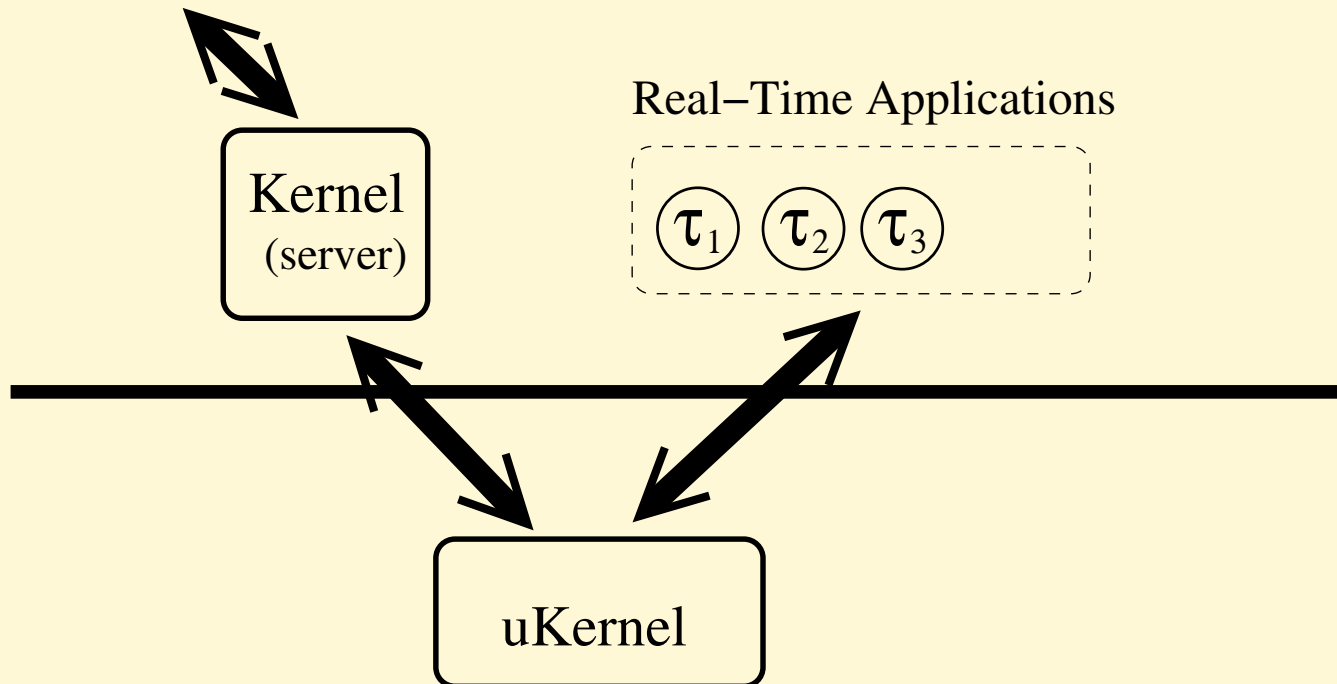 Real−Time Applications
Kernel
(server)
τ1 τ2 τ3
uKernel